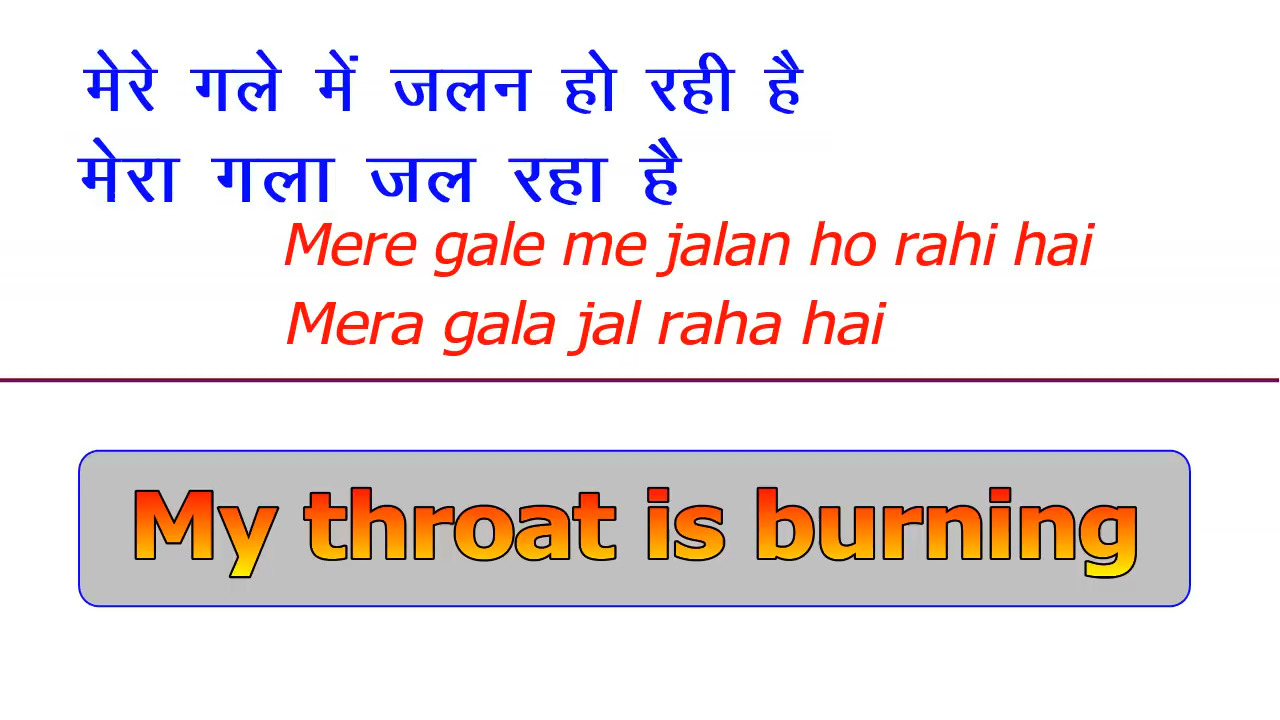 मेरे गले में जलन हो रही है
मेरा गला जल रहा है
Mere gale me jalan ho rahi hai
Mera gala jal raha hai
My throat is burning